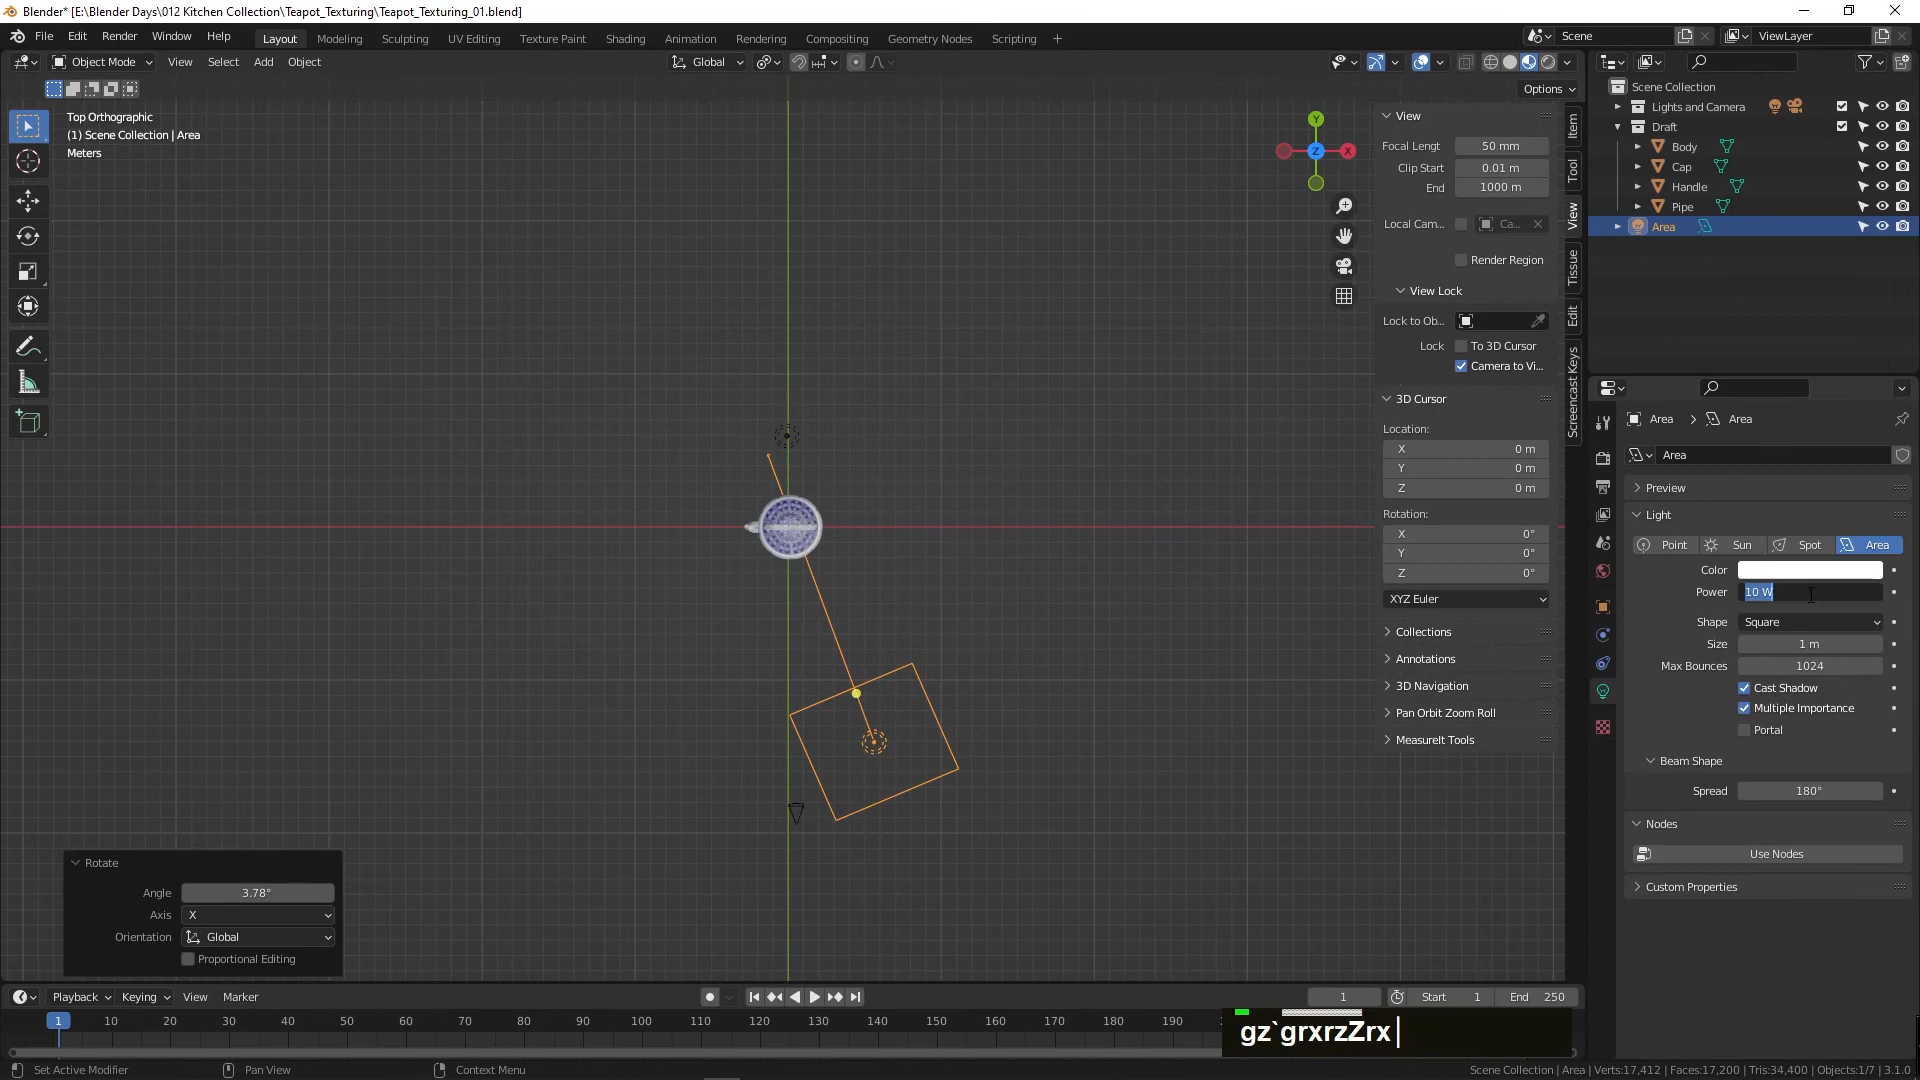 Blender* [E:\Blender Days\012 Kitchen Collection\Teapot_Texturing\Teapot_Texturing_01.blend]
File Edit Render Window Help Layout Modeling Sculpting UV Editing Texture Paint Shading Animation Rendering Compositing Geometry Nodes Scripting + Scene ViewLayer
Object Mode View Select Add Object Global
Options
Top Orthographic
(1) Scene Collection | Area
Meters
Y
Z
X
View
Focal Lengt 50 mm
Clip Start 0.01 m
End 1000 m
Local Cam... Ca...
Render Region
View Lock
Lock to Ob...
Lock To 3D Cursor
Camera to Vi...
3D Cursor
Location:
X 0 m
Y 0 m
Z 0 m
Rotation:
X 0°
Y 0°
Z 0°
XYZ Euler
Collections
Annotations
3D Navigation
Pan Orbit Zoom Roll
MeasureIt Tools
Item
Tool
View
Tissue
Edit
Screencast Keys
Scene Collection
Lights and Camera
Draft
Body
Cap
Handle
Pipe
Area
Area Area
Area
Preview
Light
Point Sun Spot Area
Color
Power 10 W
Shape Square
Size 1 m
Max Bounces 1024
Cast Shadow
Multiple Importance
Portal
Beam Shape
Spread 180°
Nodes
Use Nodes
Custom Properties
Rotate
Angle 3.78°
Axis X
Orientation Global
Proportional Editing
Playback Keying View Marker 1 Start 1 End 250
1 10 20 30 40 50 60 70 80 90 100 110 120 130 140 150 160 170 180 190
gz`grxrzZrx
Set Active Modifier Pan View Context Menu Scene Collection | Area | Verts:17,412 | Faces:17,200 | Tris:34,400 | Objects:1/7 | 3.1.0